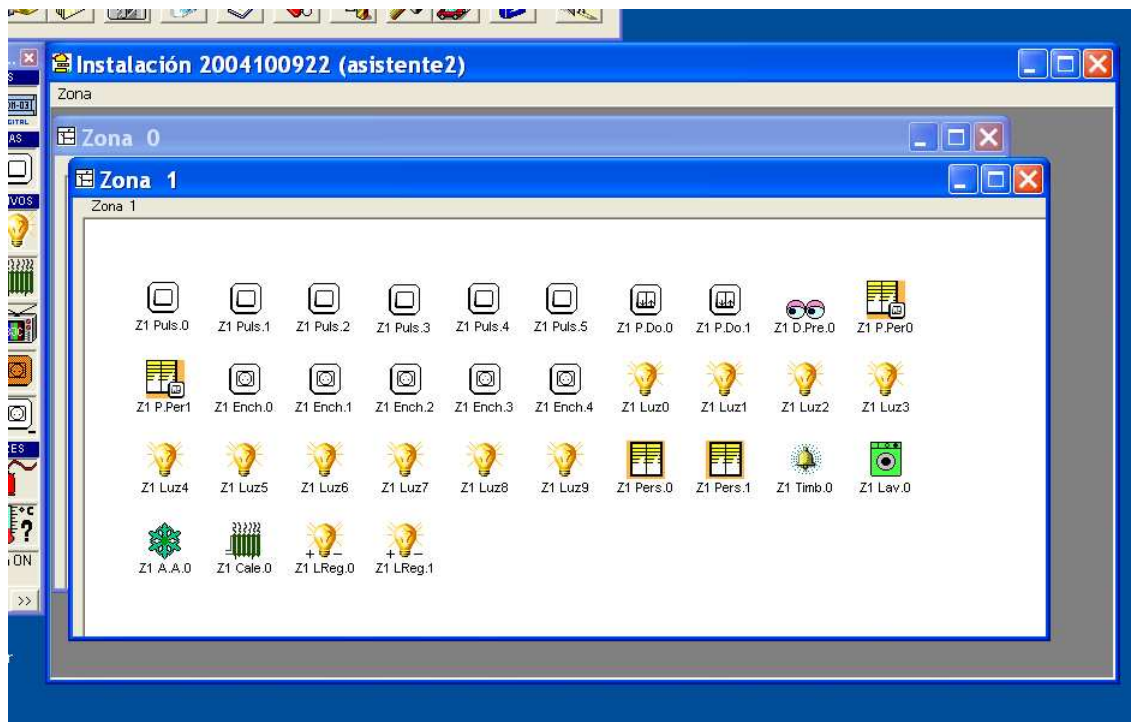 Instalación 2004100922 (asistente2)
Zona
Zona 0
Zona 1
Zona 1
Z1 Puls.0 Z1 Puls.1 Z1 Puls.2 Z1 Puls.3 Z1 Puls.4 Z1 Puls.5 Z1 P.Do.0 Z1 P.Do.1 Z1 D.Pre.0 Z1 P.Per0
Z1 P.Per1 Z1 Ench.0 Z1 Ench.1 Z1 Ench.2 Z1 Ench.3 Z1 Ench.4 Z1 Luz0 Z1 Luz1 Z1 Luz2 Z1 Luz3
Z1 Luz4 Z1 Luz5 Z1 Luz6 Z1 Luz7 Z1 Luz8 Z1 Luz9 Z1 Pers.0 Z1 Pers.1 Z1 Timb.0 Z1 Lav.0
Z1 A.A.0 Z1 Cale.0 Z1 LReg.0 Z1 LReg.1
ON
>>